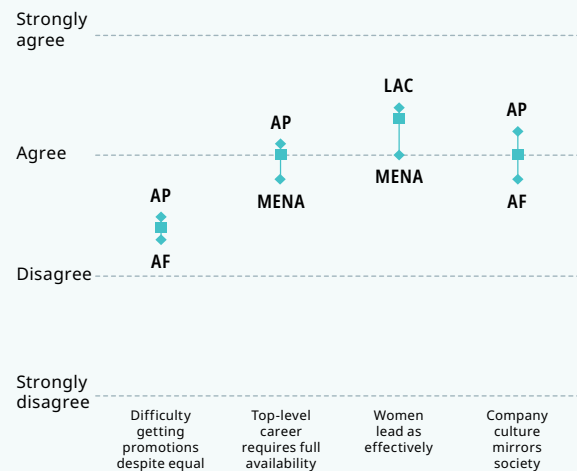 Strongly
agree
LAC
AP
AP
Agree
MENA
MENA
AP
AF
AF
Disagree
Strongly
disagree
Difficulty
getting
promotions
despite equal
Top-level
career
requires full
availability
Women
lead as
effectively
Company
culture
mirrors
society